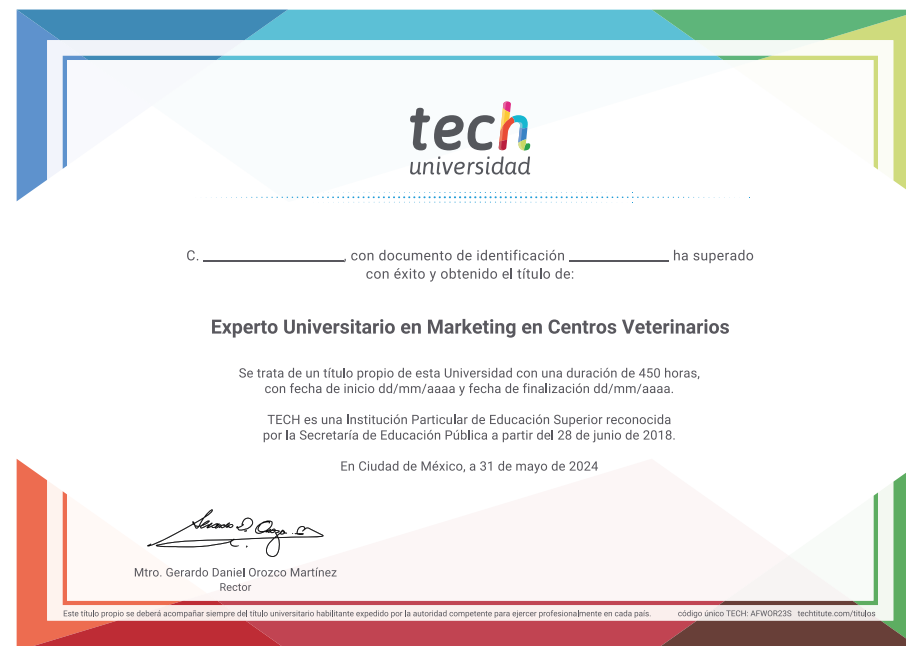 tech
universidad
C. ____________________, con documento de identificación ______________ ha superado
con éxito y obtenido el título de:
Experto Universitario en Marketing en Centros Veterinarios
Se trata de un título propio de esta Universidad con una duración de 450 horas,
con fecha de inicio dd/mm/aaaa y fecha de finalización dd/mm/aaaa.
TECH es una Institución Particular de Educación Superior reconocida
por la Secretaría de Educación Pública a partir del 28 de junio de 2018.
En Ciudad de México, a 31 de mayo de 2024
Mtro. Gerardo Daniel Orozco Martínez
Rector
Este título propio se deberá acompañar siempre del título universitario habilitante expedido por la autoridad competente para ejercer profesionalmente en cada país. código único TECH: AFWOR23S techtitute.com/titulos